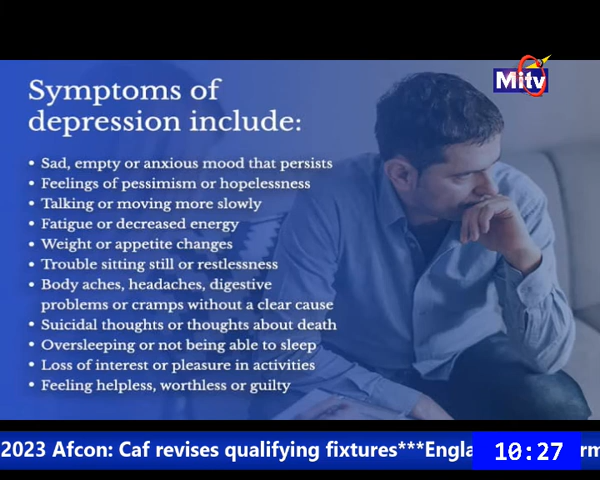 Mitv
Symptoms of
depression include:
• Sad, empty or anxious mood that persists
• Feelings of pessimism or hopelessness
• Talking or moving more slowly
• Fatigue or decreased energy
• Weight or appetite changes
• Trouble sitting still or restlessness
• Body aches, headaches, digestive
problems or cramps without a clear cause
• Suicidal thoughts or thoughts about death
• Oversleeping or not being able to sleep
• Loss of interest or pleasure in activities
• Feeling helpless, worthless or guilty
2023 Afcon: Caf revises qualifying fixtures***Engla 10:27 rm